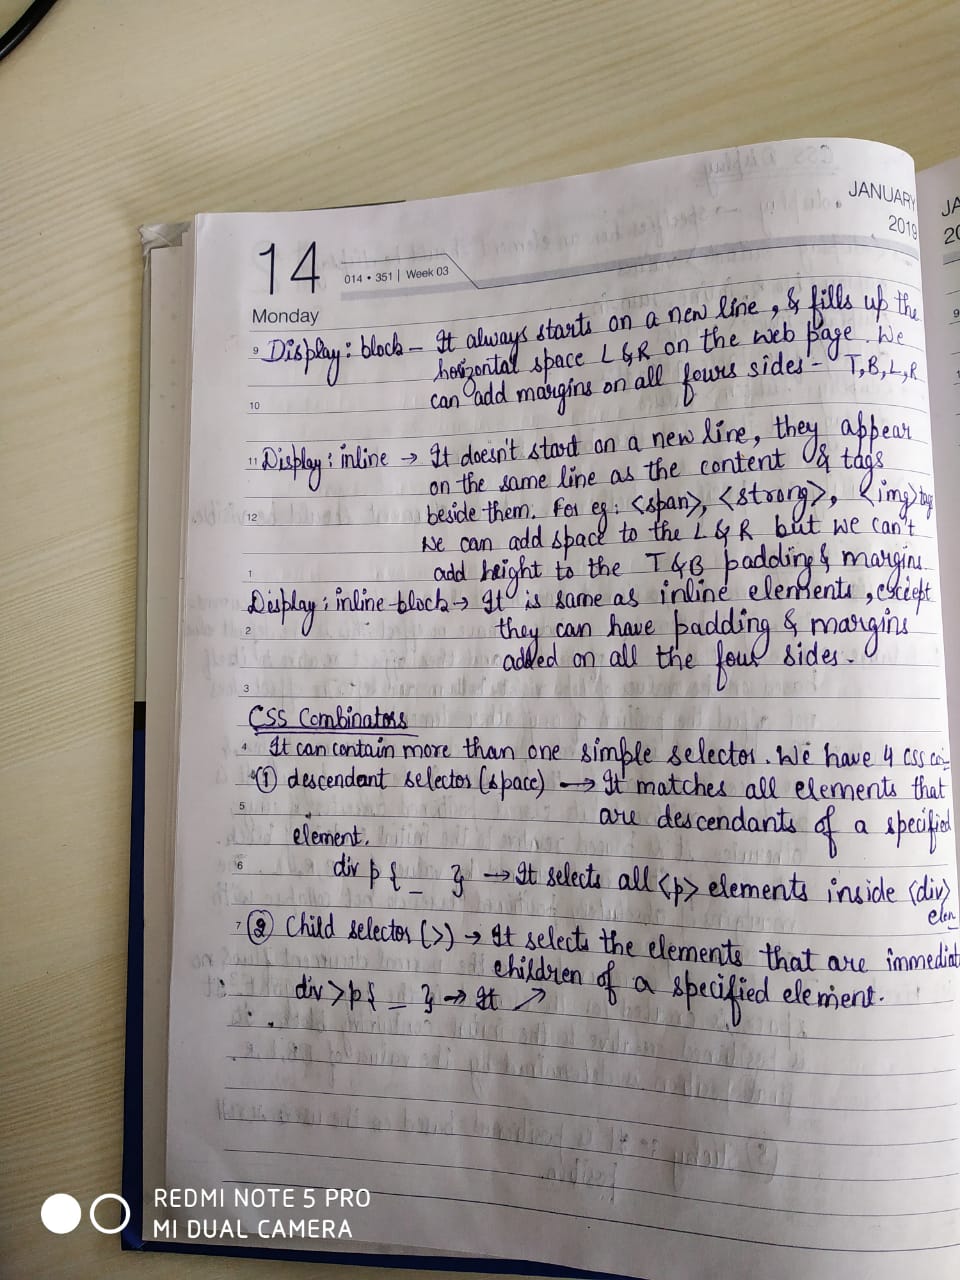 JANUARY
2019
JA
20
14
014 • 351 | Week 03
Monday
9 Display: block – It always starts on a new line, & fills up the
horizontal space L & R on the web page. We
can add margins on all fours sides – T, B, L, R
10
11 Display: inline → It doesn't start on a new line, they appear
on the same line as the content & tags
beside them. For eg: <span>, <strong>, <img> tag
12
We can add space to the L & R but we can't
add height to the T & B padding & margins.
1
Display: inline-block → It is same as inline elements, except
2
they can have padding & margins
added on all the four sides.
3
CSS Combinators
4 It can contain more than one simple selector. We have 4 CSS co
① descendant selector (space) → It matches all elements that
5
are descendants of a specified
element.
6 div p { _ } → It selects all <p> elements inside <div>
elem
7 ② Child selector (>) → It selects the elements that are immediat
children of a specified element.
div > p { _ } → It ↗
REDMI NOTE 5 PRO
MI DUAL CAMERA